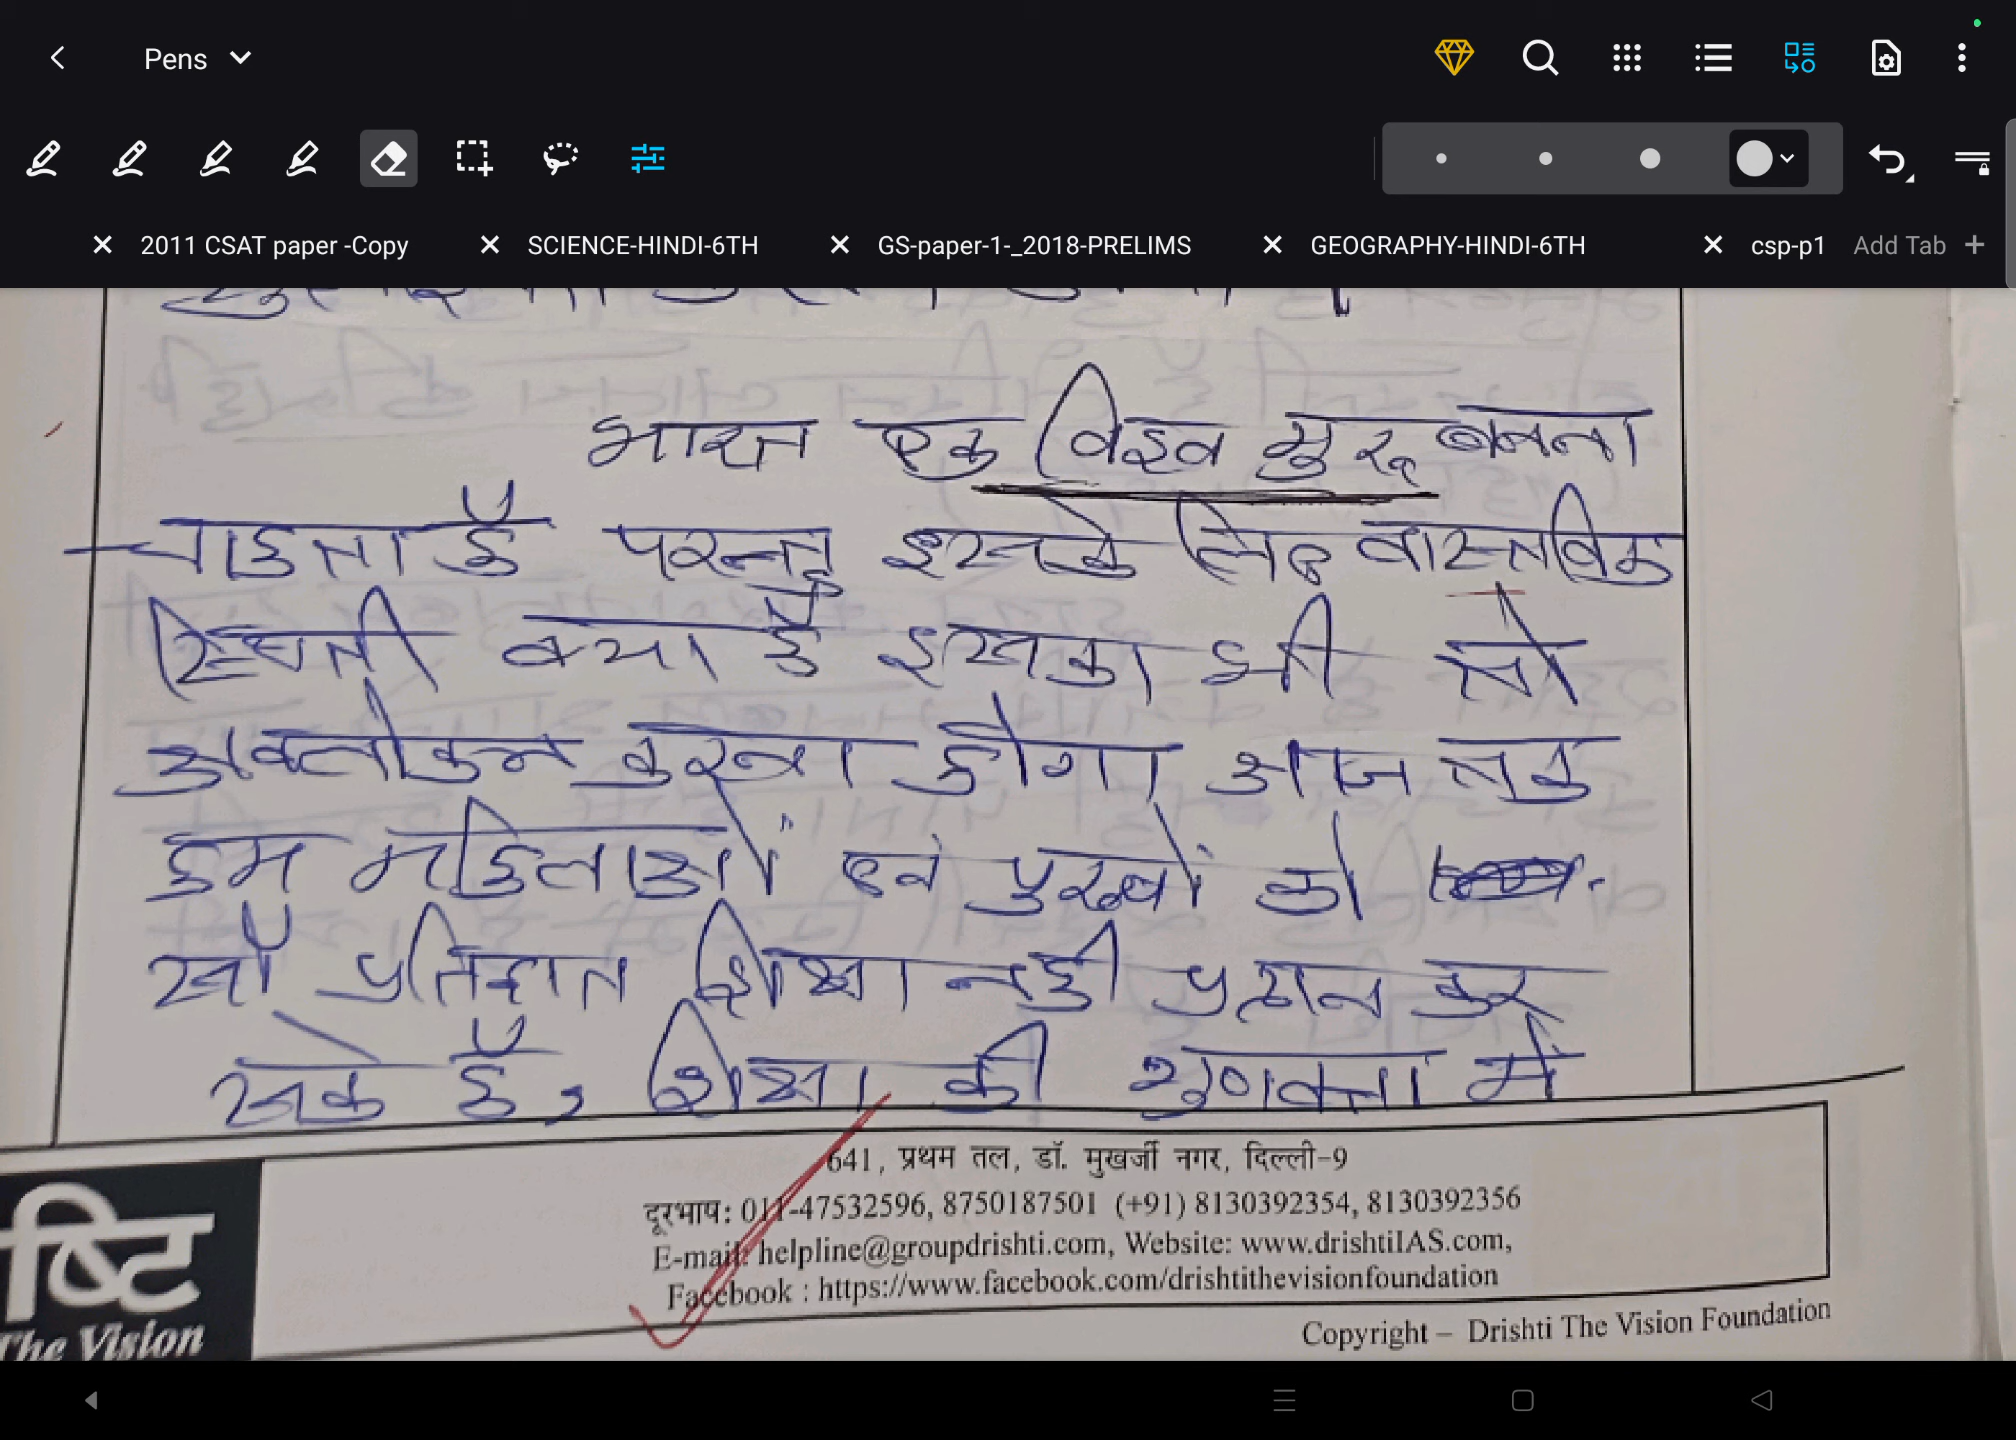 Pens
2011 CSAT paper -Copy SCIENCE-HINDI-6TH GS-paper-1-_2018-PRELIMS GEOGRAPHY-HINDI-6TH csp-p1 Add Tab
भारत एक विश्व गुरू बनना
चाहता हैं परन्तु इसके लिए वास्तविक
स्थिती क्या हैं इसका भी तो
अवलोकन करना होगा आज तक
हम महिलाओं एवं पुरूषों को
सौं प्रतिशत शिक्षा नही प्रदान कर
सके हैं, शिक्षा की गुणवत्ता में
641, प्रथम तल, डॉ. मुखर्जी नगर, दिल्ली-9
दूरभाष: 011-47532596, 8750187501 (+91) 8130392354, 8130392356
E-mail: helpline@groupdrishti.com, Website: www.drishtiIAS.com,
Facebook : https://www.facebook.com/drishtithevisionfoundation
ष्टि
The Vision
Copyright – Drishti The Vision Foundation